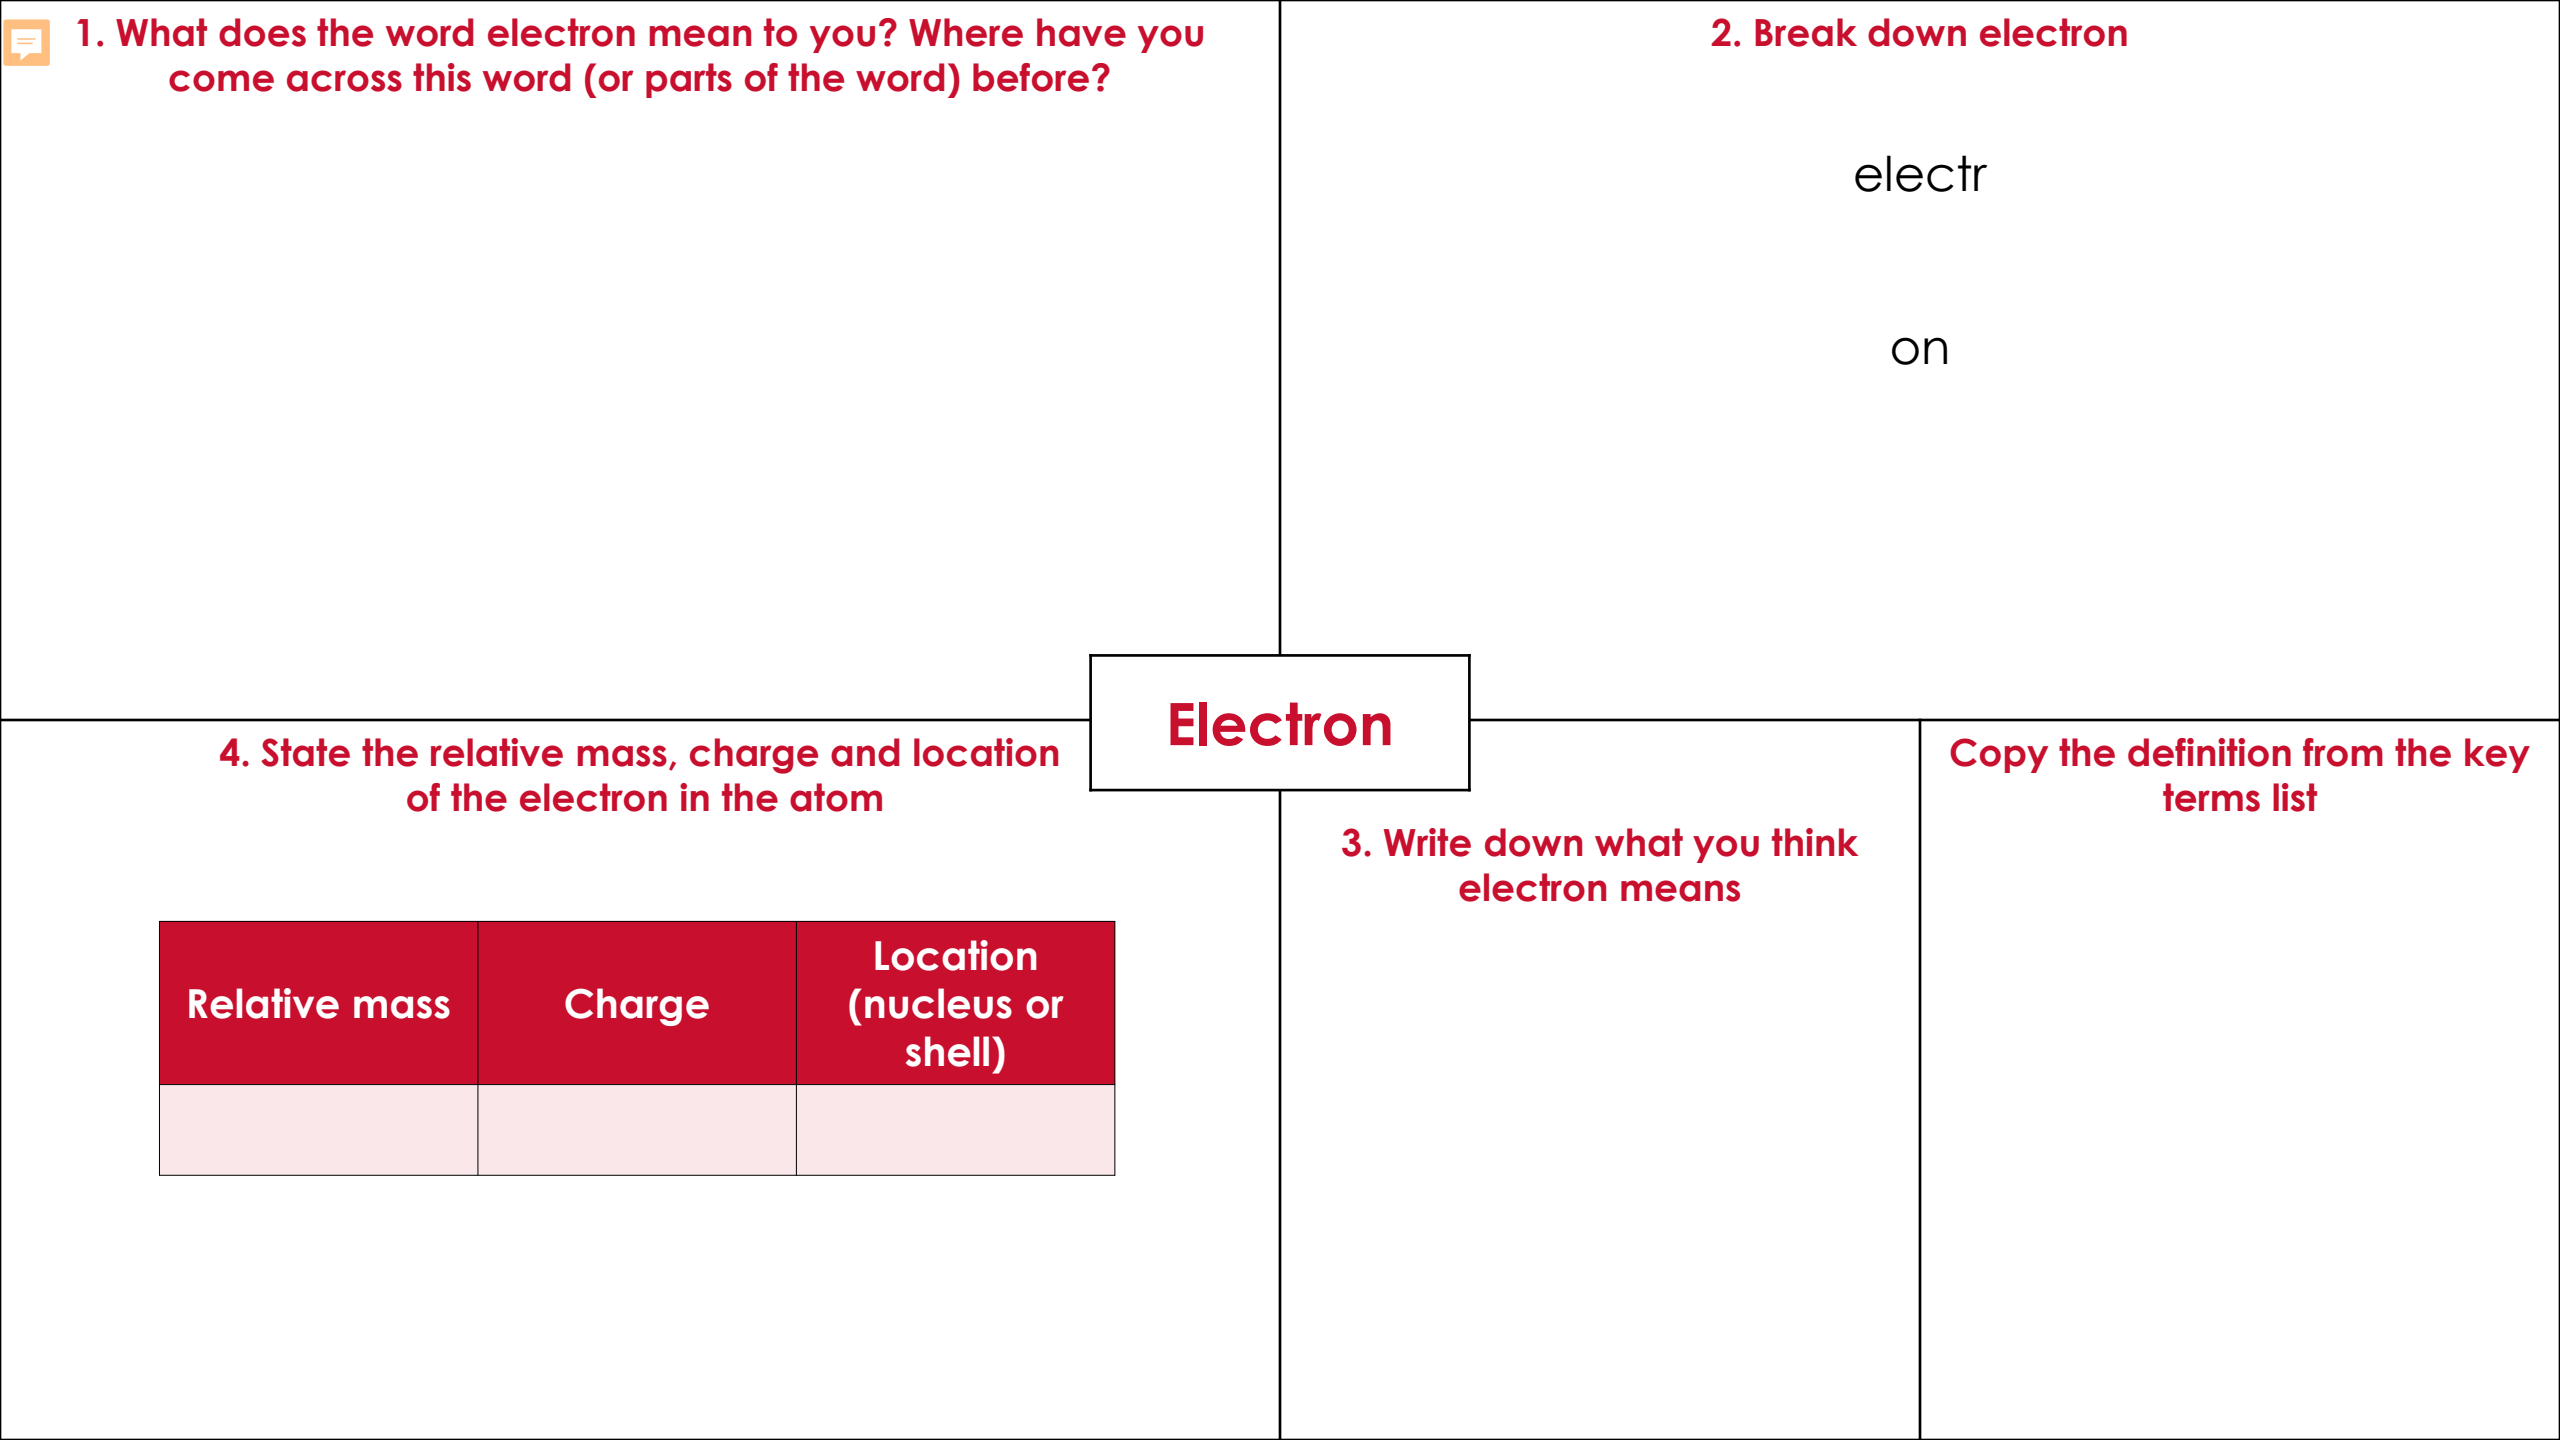 1. What does the word electron mean to you? Where have you
come across this word (or parts of the word) before?
2. Break down electron
electr
on
Electron
4. State the relative mass, charge and location
of the electron in the atom
Relative mass
Charge
Location
(nucleus or
shell)
3. Write down what you think
electron means
Copy the definition from the key
terms list